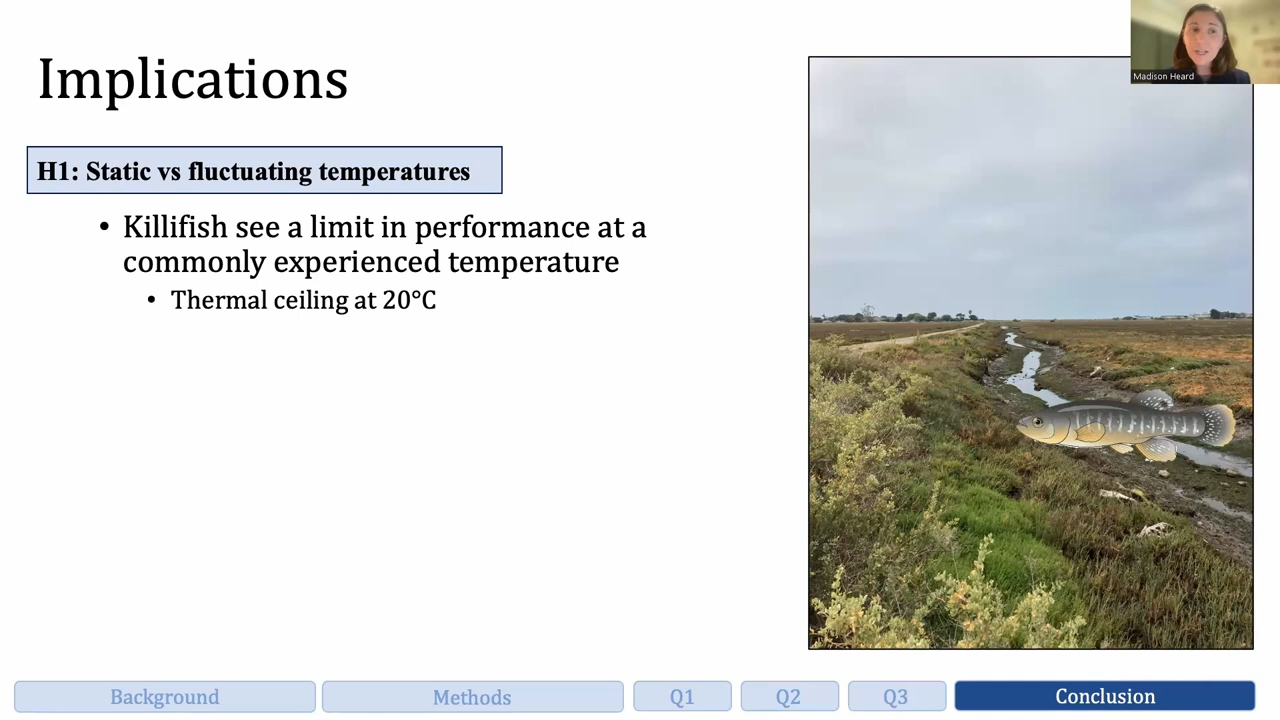 Implications
Madison Heard
H1: Static vs fluctuating temperatures
• Killifish see a limit in performance at a
commonly experienced temperature
• Thermal ceiling at 20°C
Background
Methods
Q1
Q2
Q3
Conclusion